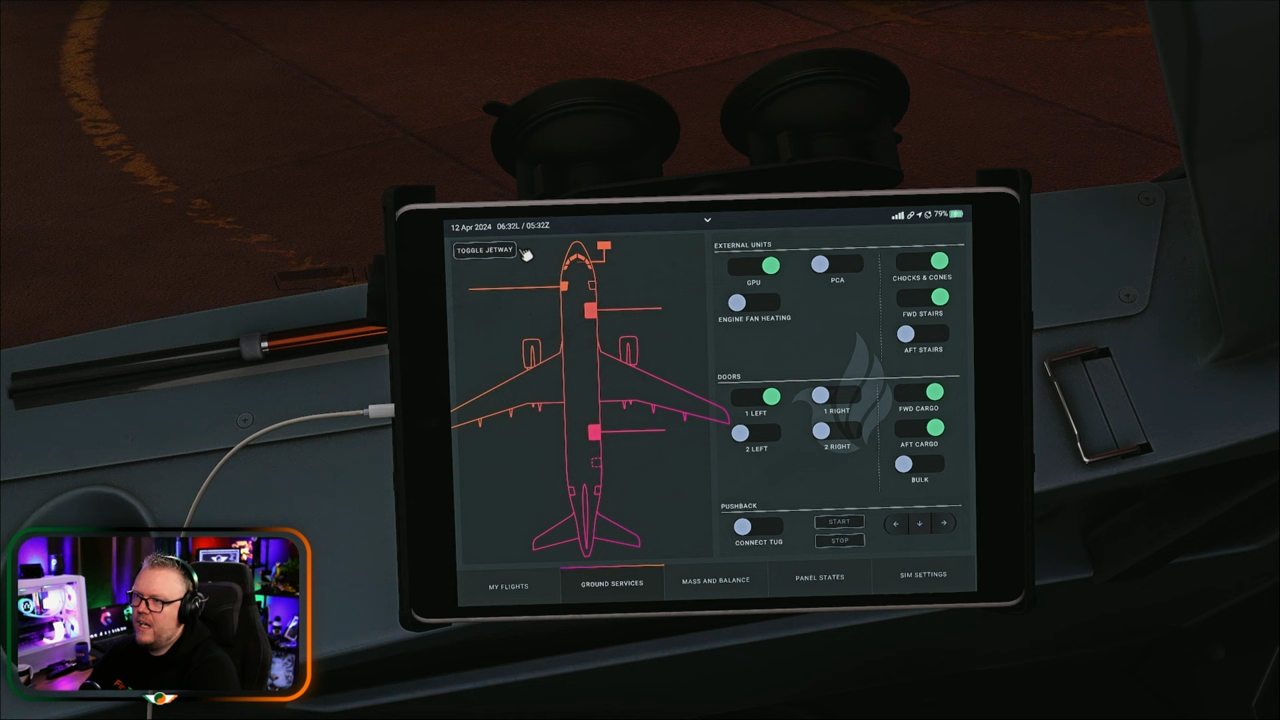 12 Apr 2024 06:32L / 05:32Z
79%
TOGGLE JETWAY
EXTERNAL UNITS
GPU
PCA
CHOCKS & CONES
ENGINE FAN HEATING
FWD STAIRS
AFT STAIRS
DOORS
1 LEFT
1 RIGHT
FWD CARGO
2 LEFT
2 RIGHT
AFT CARGO
BULK
PUSHBACK
CONNECT TUG
START
STOP
MY FLIGHTS
GROUND SERVICES
MASS AND BALANCE
PANEL STATES
SIM SETTINGS